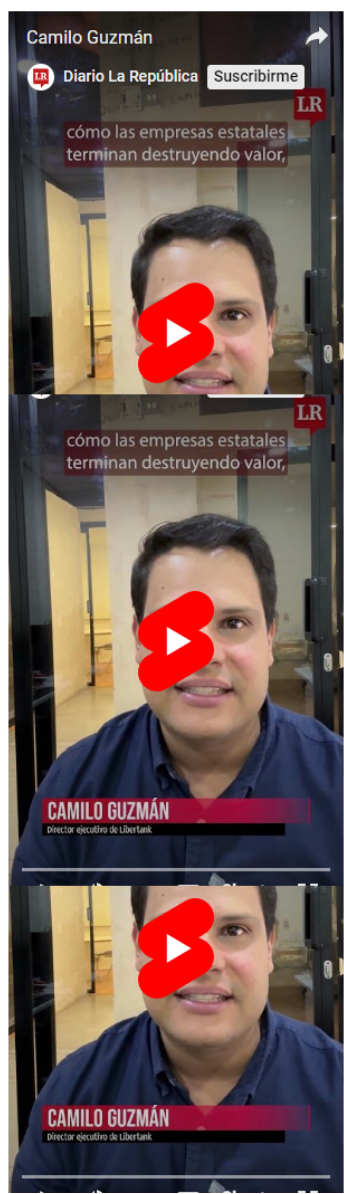 Camilo Guzmán
LR
Diario La República
Suscribirme
LR
cómo las empresas estatales
terminan destruyendo valor,
LR
cómo las empresas estatales
terminan destruyendo valor,
CAMILO GUZMÁN
Director ejecutivo de Libertank
CAMILO GUZMÁN
Director ejecutivo de Libertank